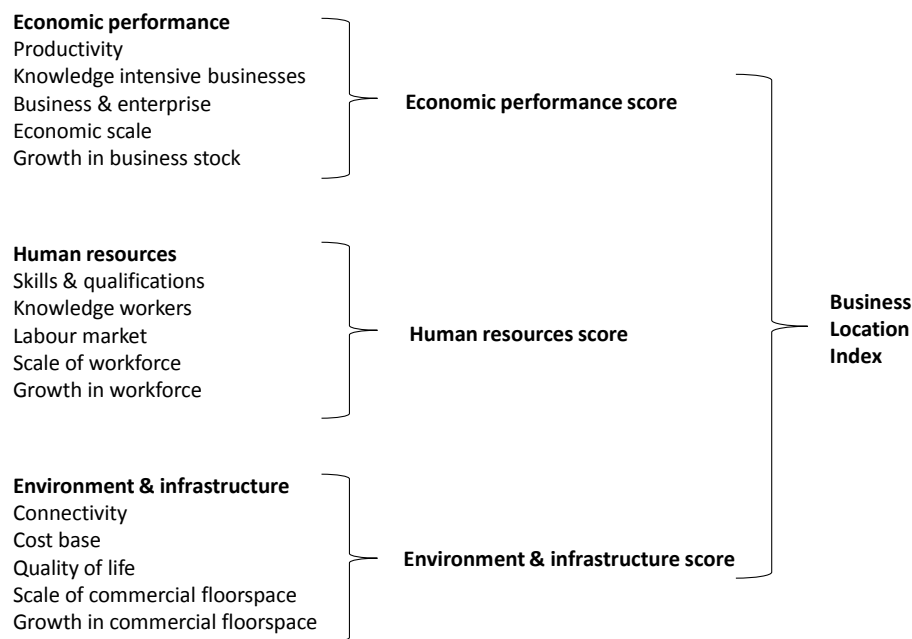 Economic performance
Productivity
Knowledge intensive businesses
Business & enterprise
Economic scale
Growth in business stock
Economic performance score
Human resources
Skills & qualifications
Knowledge workers
Labour market
Scale of workforce
Growth in workforce
Human resources score
Environment & infrastructure
Connectivity
Cost base
Quality of life
Scale of commercial floorspace
Growth in commercial floorspace
Environment & infrastructure score
Business
Location
Index